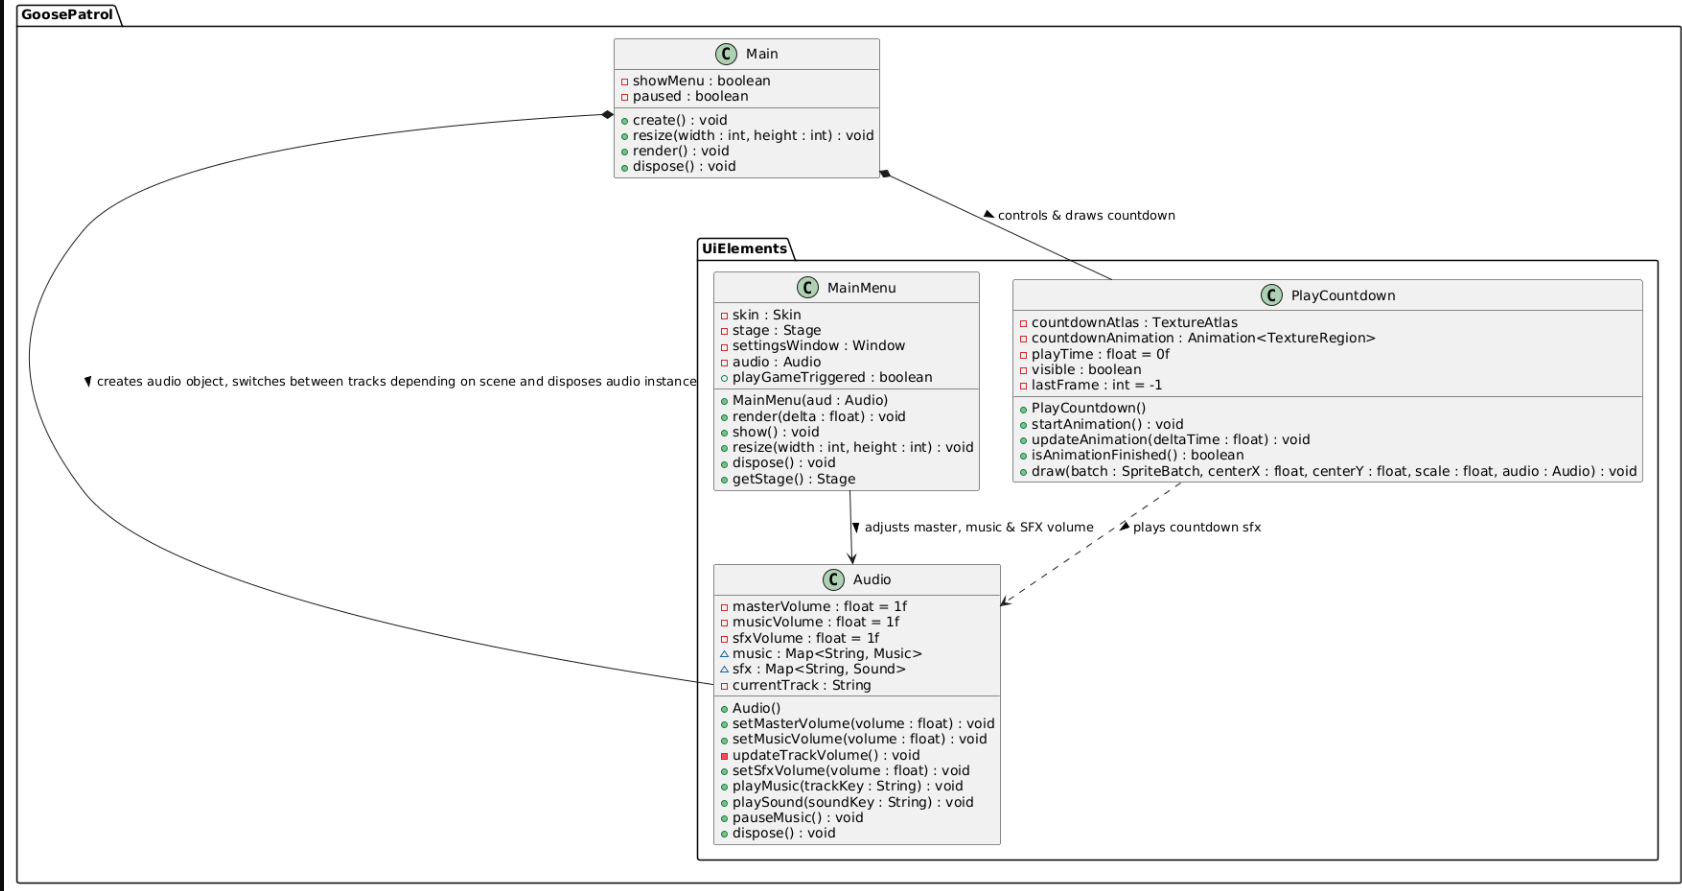 GoosePatrol
C Main
showMenu : boolean
paused : boolean
create() : void
resize(width : int, height : int) : void
render() : void
dispose() : void
controls & draws countdown
UiElements
C MainMenu
skin : Skin
stage : Stage
settingsWindow : Window
audio : Audio
playGameTriggered : boolean
MainMenu(aud : Audio)
render(delta : float) : void
show() : void
resize(width : int, height : int) : void
dispose() : void
getStage() : Stage
C PlayCountdown
countdownAtlas : TextureAtlas
countdownAnimation : Animation<TextureRegion>
playTime : float = 0f
visible : boolean
lastFrame : int = -1
PlayCountdown()
startAnimation() : void
updateAnimation(deltaTime : float) : void
isAnimationFinished() : boolean
draw(batch : SpriteBatch, centerX : float, centerY : float, scale : float, audio : Audio) : void
creates audio object, switches between tracks depending on scene and disposes audio instance
adjusts master, music & SFX volume
plays countdown sfx
C Audio
masterVolume : float = 1f
musicVolume : float = 1f
sfxVolume : float = 1f
music : Map<String, Music>
sfx : Map<String, Sound>
currentTrack : String
Audio()
setMasterVolume(volume : float) : void
setMusicVolume(volume : float) : void
updateTrackVolume() : void
setSfxVolume(volume : float) : void
playMusic(trackKey : String) : void
playSound(soundKey : String) : void
pauseMusic() : void
dispose() : void